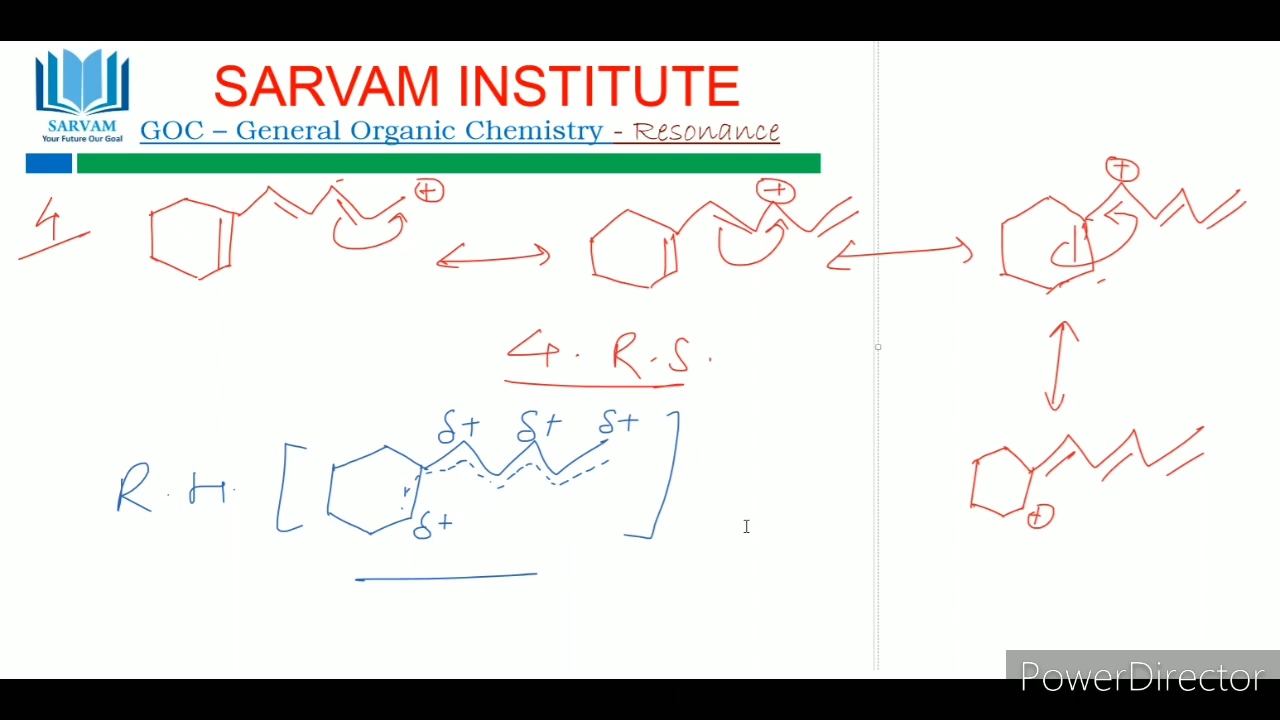 SARVAM INSTITUTE
SARVAM
Your Future Our Goal
GOC – General Organic Chemistry - Resonance
4
+
+
+
4. R.S.
δ+ δ+ δ+
R.H.
δ+
+
PowerDirector